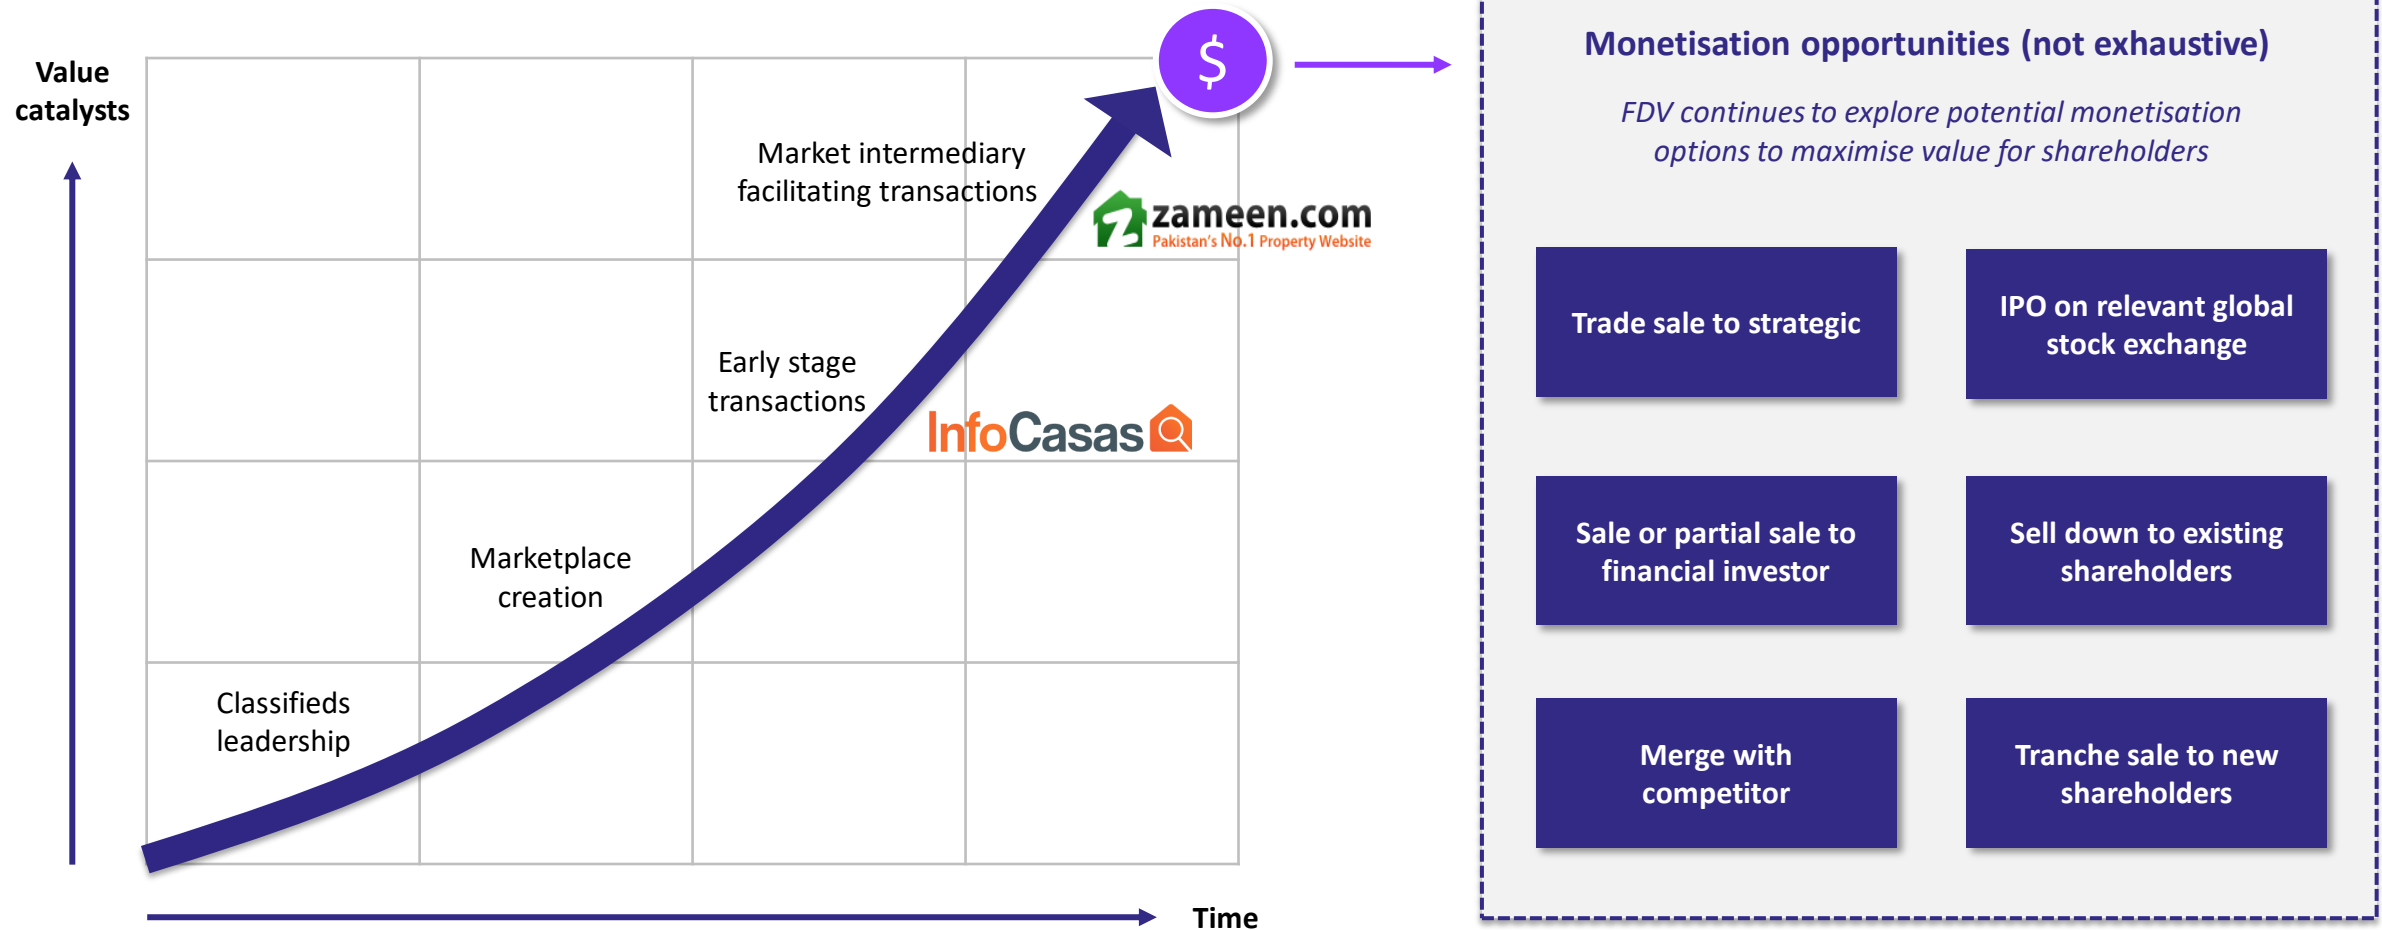 Value
catalysts
$
Market intermediary
facilitating transactions
zameen.com
Pakistan's No.1 Property Website
Early stage
transactions
InfoCasas
Marketplace
creation
Classifieds
leadership
Time
Monetisation opportunities (not exhaustive)
FDV continues to explore potential monetisation
options to maximise value for shareholders
Trade sale to strategic
IPO on relevant global
stock exchange
Sale or partial sale to
financial investor
Sell down to existing
shareholders
Merge with
competitor
Tranche sale to new
shareholders